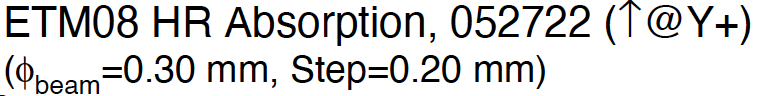 ETM08 HR Absorption, 052722 (↑@Y+)
(ϕbeam=0.30 mm, Step=0.20 mm)